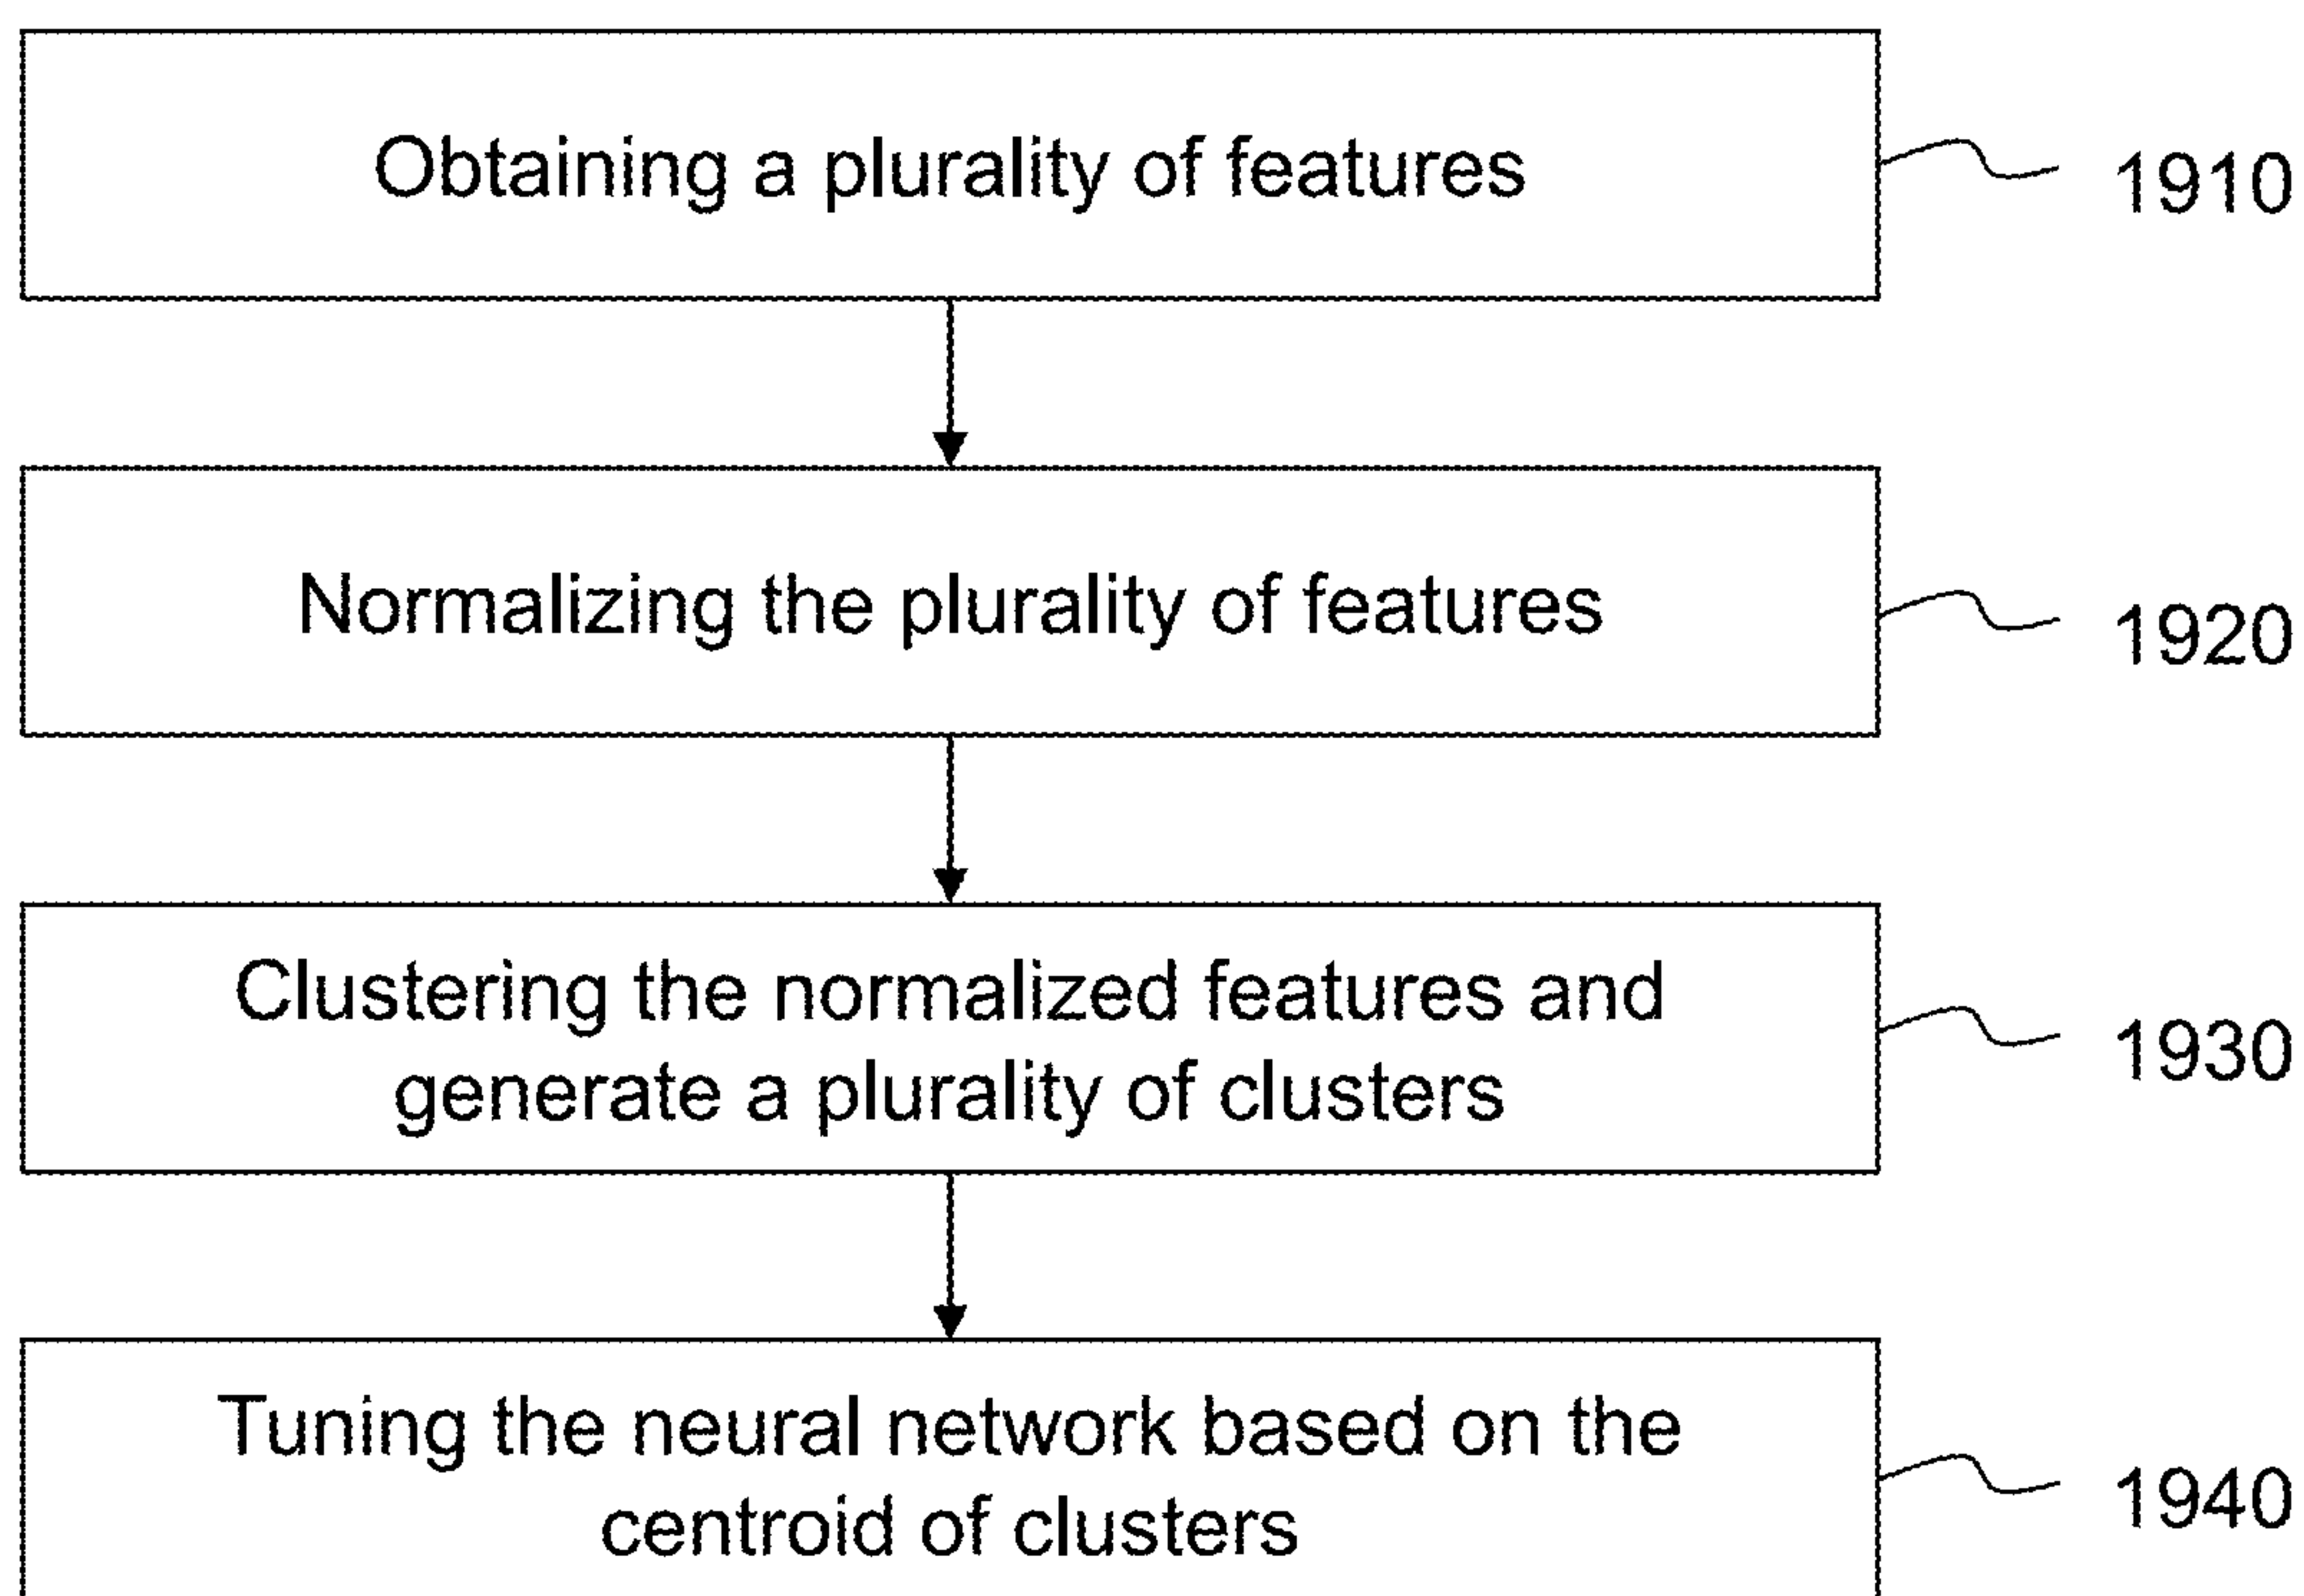 Obtaining a plurality of features
1910
Normalizing the plurality of features
1920
Clustering the normalized features and
generate a plurality of clusters
1930
Tuning the neural network based on the
centroid of clusters
1940